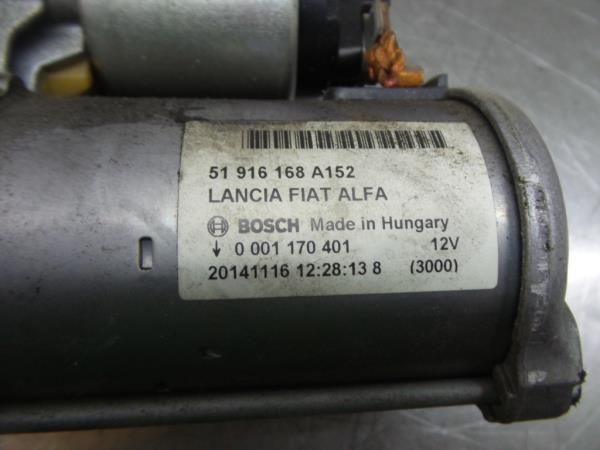 51 916 168 A152
LANCIA FIAT ALFA
BOSCH Made in Hungary
↓ 0 001 170 401 12V
20141116 12:28:13 8 (3000)